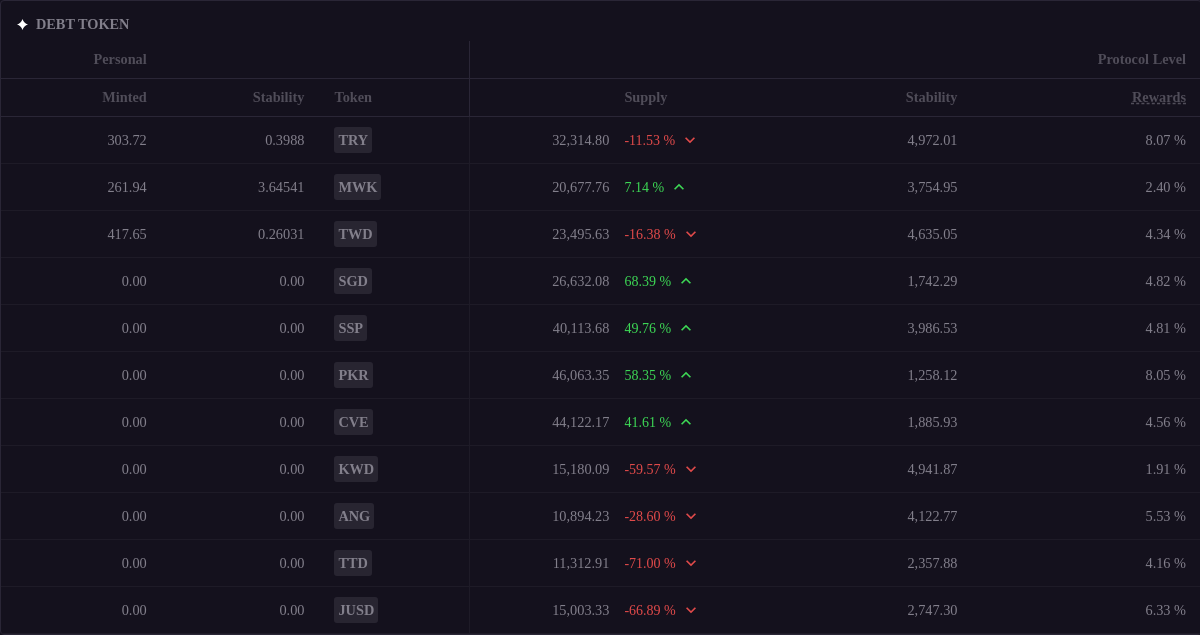 DEBT TOKEN
Personal Protocol Level
Minted Stability Token Supply Stability Rewards
303.72 0.3988 TRY 32,314.80 -11.53 % 4,972.01 8.07 %
261.94 3.64541 MWK 20,677.76 7.14 % 3,754.95 2.40 %
417.65 0.26031 TWD 23,495.63 -16.38 % 4,635.05 4.34 %
0.00 0.00 SGD 26,632.08 68.39 % 1,742.29 4.82 %
0.00 0.00 SSP 40,113.68 49.76 % 3,986.53 4.81 %
0.00 0.00 PKR 46,063.35 58.35 % 1,258.12 8.05 %
0.00 0.00 CVE 44,122.17 41.61 % 1,885.93 4.56 %
0.00 0.00 KWD 15,180.09 -59.57 % 4,941.87 1.91 %
0.00 0.00 ANG 10,894.23 -28.60 % 4,122.77 5.53 %
0.00 0.00 TTD 11,312.91 -71.00 % 2,357.88 4.16 %
0.00 0.00 JUSD 15,003.33 -66.89 % 2,747.30 6.33 %